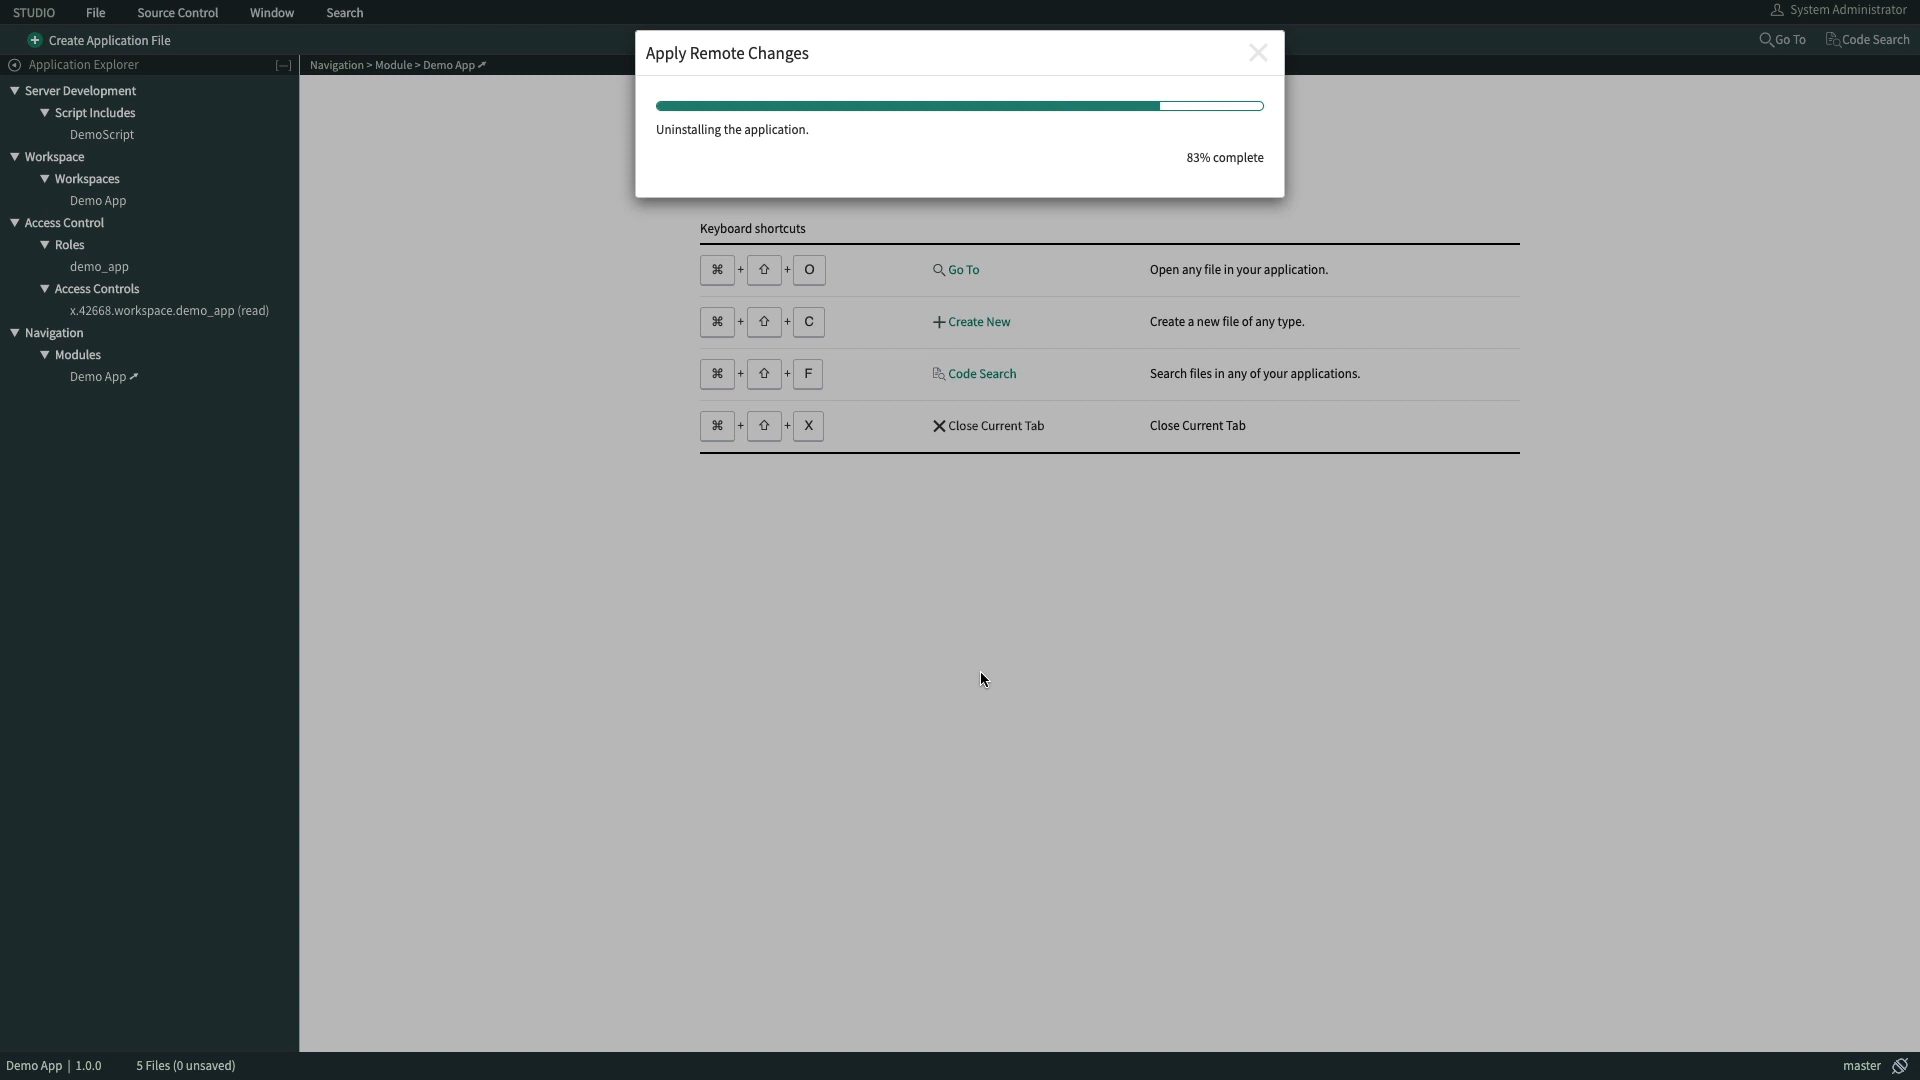 STUDIO File Source Control Window Search System Administrator
Create Application File Go To Code Search
Application Explorer [—] Navigation > Module > Demo App
Apply Remote Changes
Uninstalling the application.
83% complete
Server Development
Script Includes
DemoScript
Workspace
Workspaces
Demo App
Access Control
Roles
demo_app
Access Controls
x.42668.workspace.demo_app (read)
Navigation
Modules
Demo App
Keyboard shortcuts
⌘ + ⇧ + O Go To Open any file in your application.
⌘ + ⇧ + C Create New Create a new file of any type.
⌘ + ⇧ + F Code Search Search files in any of your applications.
⌘ + ⇧ + X Close Current Tab Close Current Tab
Demo App | 1.0.0 5 Files (0 unsaved) master